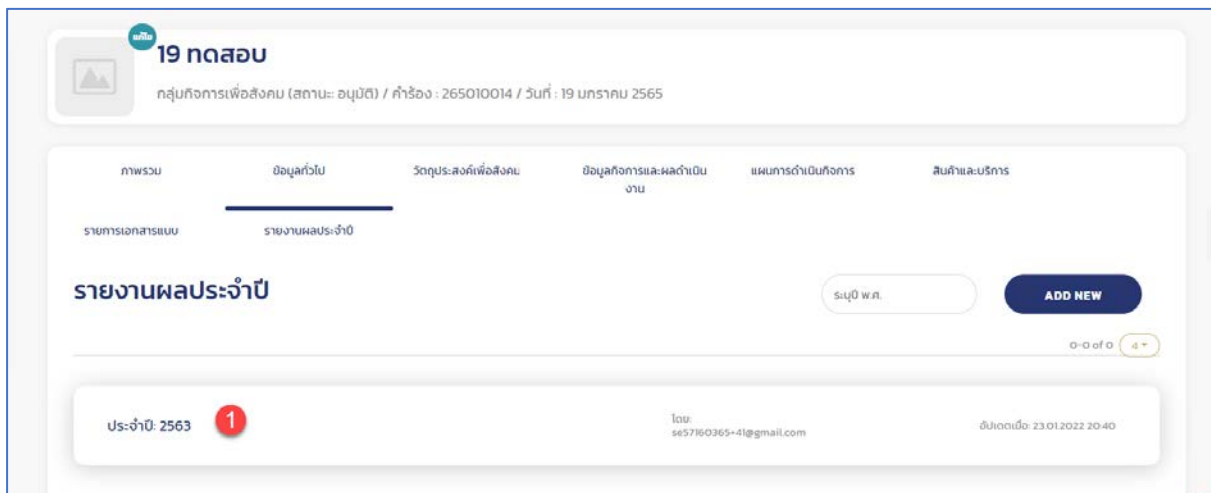 แก้ไข
19 ทดสอบ
กลุ่มกิจการเพื่อสังคม (สถานะ: อนุมัติ) / คำร้อง : 265010014 / วันที่ : 19 มกราคม 2565
ภาพรวม
ข้อมูลทั่วไป
วัตถุประสงค์เพื่อสังคม
ข้อมูลกิจการและผลดำเนิน
งาน
แผนการดำเนินกิจการ
สินค้าและบริการ
รายการเอกสารแบบ
รายงานผลประจำปี
รายงานผลประจำปี
ระบุปี พ.ศ.
ADD NEW
0-0 of 0
4
ประจำปี: 2563
1
โดย:
se57160365+41@gmail.com
อัปเดตเมื่อ: 23.01.2022 20:40